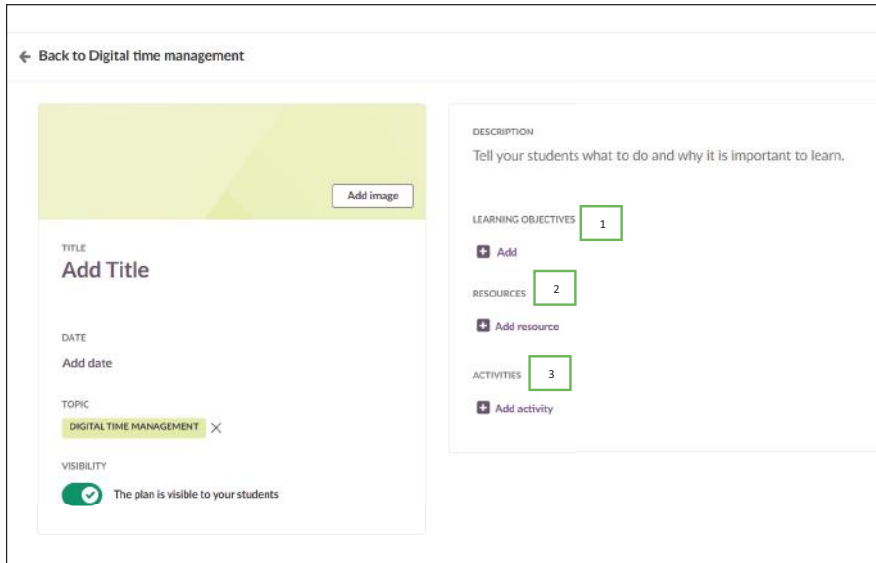 Back to Digital time management
Add image
TITLE
Add Title
DATE
Add date
TOPIC
DIGITAL TIME MANAGEMENT
VISIBILITY
The plan is visible to your students
DESCRIPTION
Tell your students what to do and why it is important to learn.
LEARNING OBJECTIVES 1
Add
RESOURCES 2
Add resource
ACTIVITIES 3
Add activity